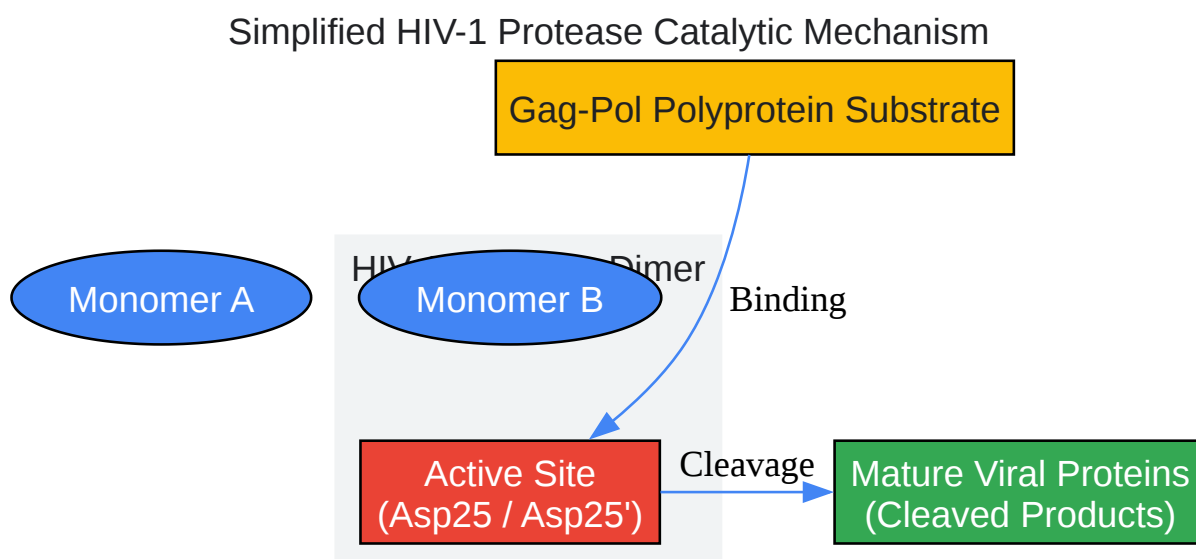 Simplified HIV-1 Protease Catalytic Mechanism
Gag-Pol Polyprotein Substrate
Dimer
Monomer A
Monomer B
Binding
Active Site
(Asp25 / Asp25')
Cleavage
Mature Viral Proteins
(Cleaved Products)